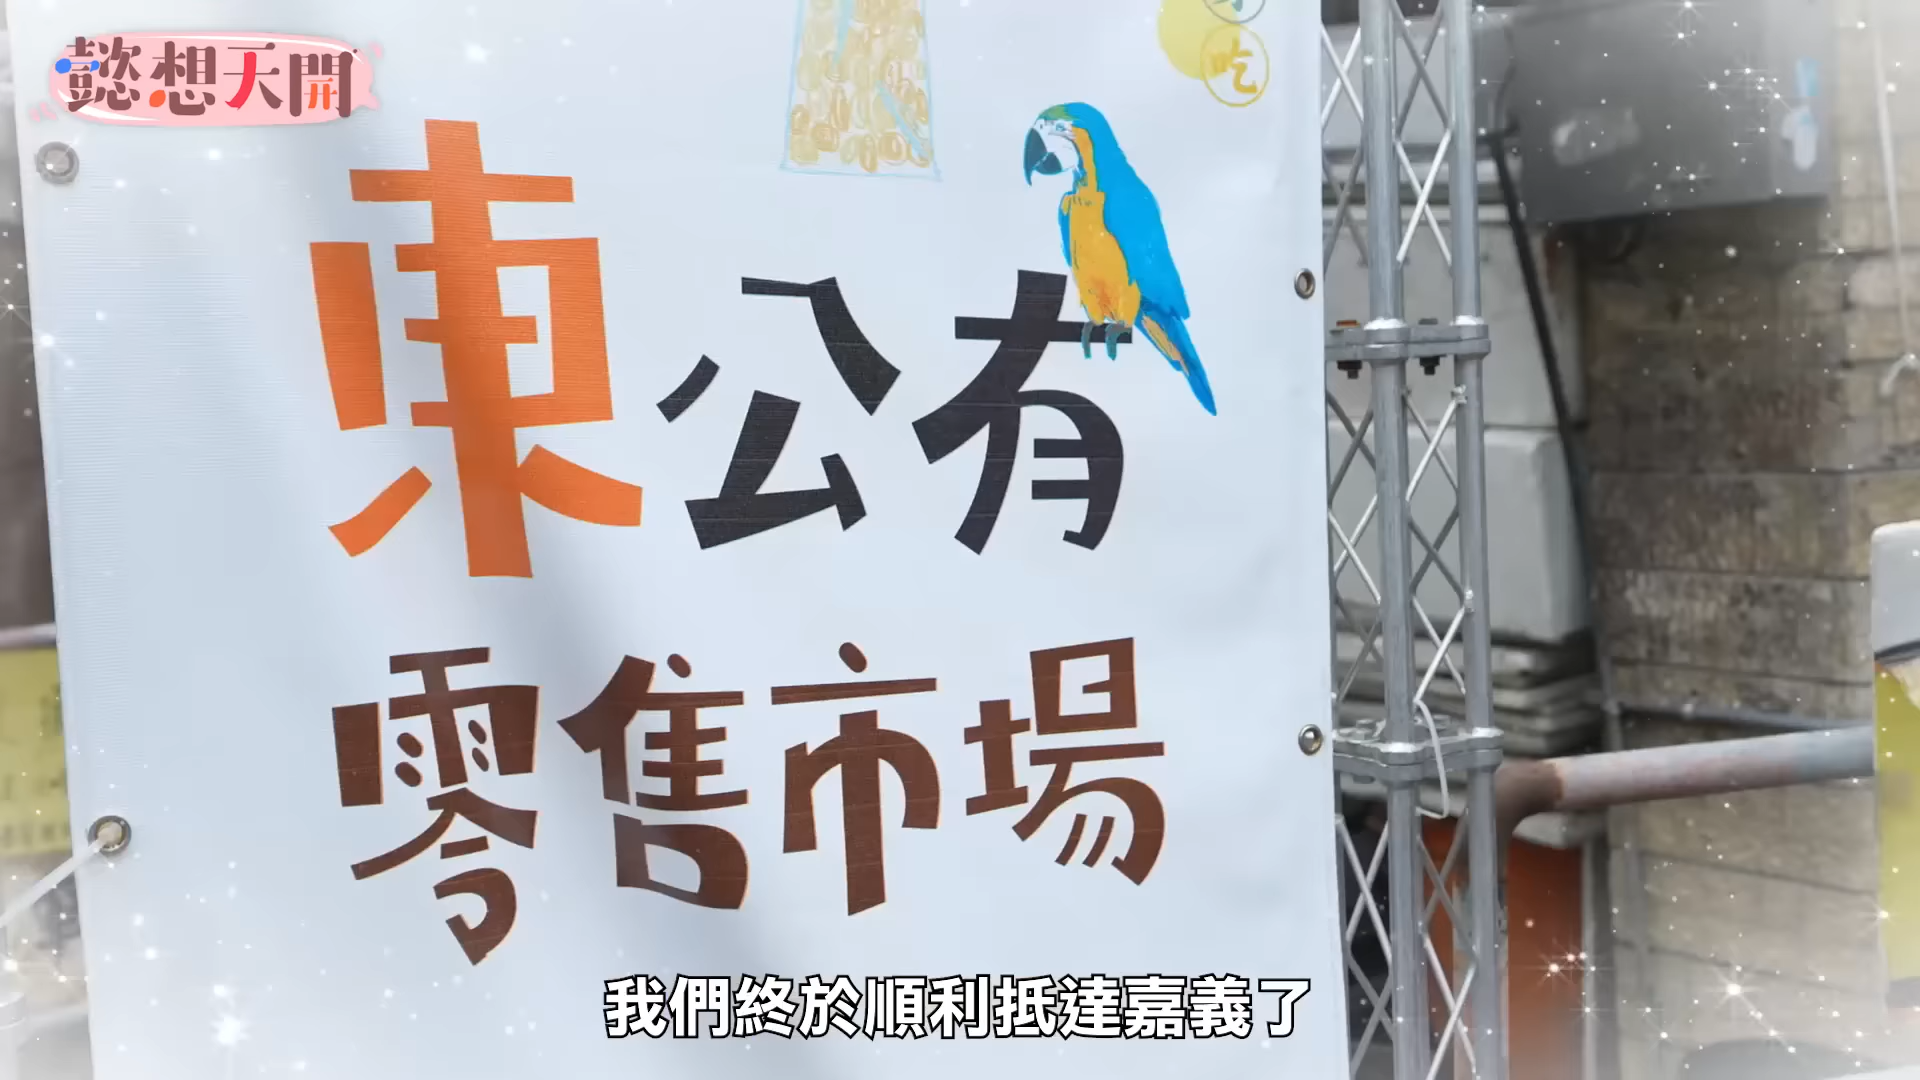 懿想天開
吃
東公有
零售市場
我們終於順利抵達嘉義了